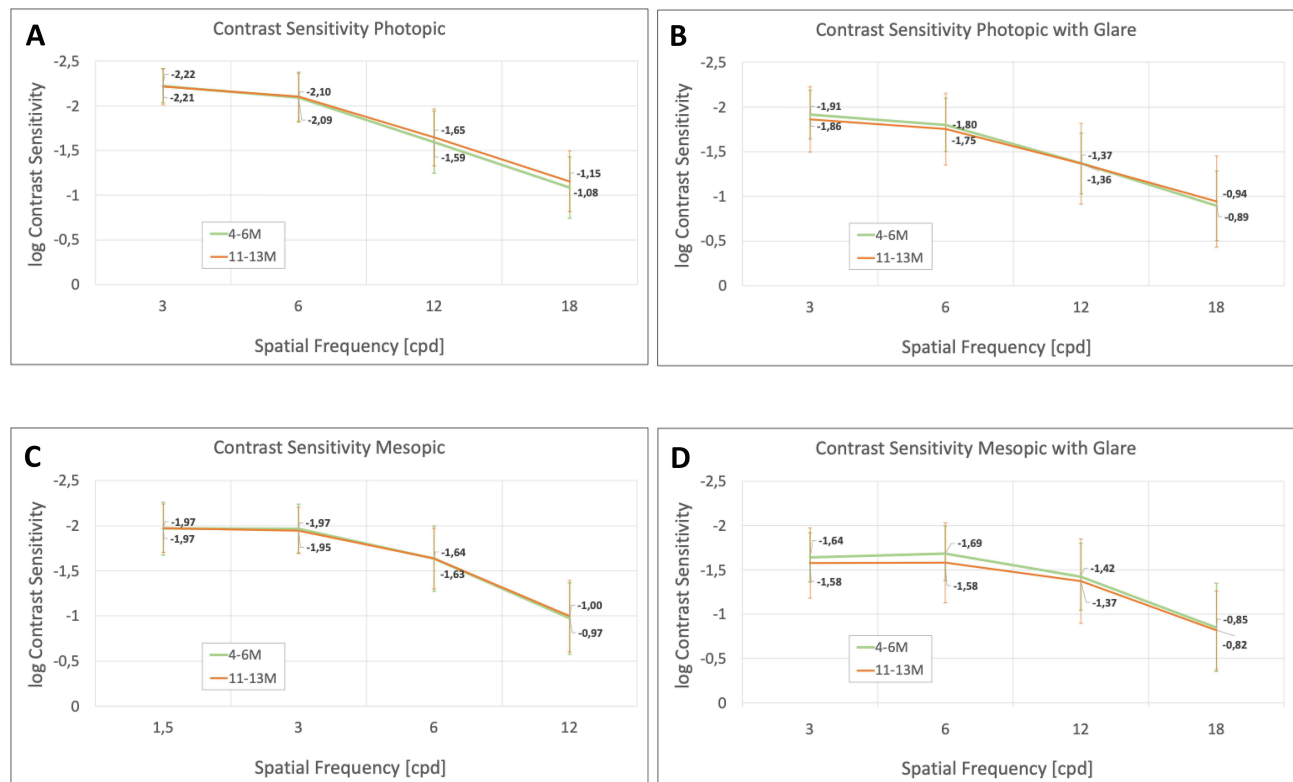 A
Contrast Sensitivity Photopic
log Contrast Sensitivity
-2,5
-2
-1,5
-1
-0,5
0
-2,22
-2,21
-2,10
-2,09
-1,65
-1,59
-1,15
-1,08
4-6M
11-13M
3 6 12 18
Spatial Frequency [cpd]
B
Contrast Sensitivity Photopic with Glare
log Contrast Sensitivity
-2,5
-2
-1,5
-1
-0,5
0
-1,91
-1,86
-1,80
-1,75
-1,37
-1,36
-0,94
-0,89
4-6M
11-13M
3 6 12 18
Spatial Frequency [cpd]
C
Contrast Sensitivity Mesopic
log Contrast Sensitivity
-2,5
-2
-1,5
-1
-0,5
0
-1,97
-1,97
-1,97
-1,95
-1,64
-1,63
-1,00
-0,97
4-6M
11-13M
1,5 3 6 12
Spatial Frequency [cpd]
D
Contrast Sensitivity Mesopic with Glare
log Contrast Sensitivity
-2,5
-2
-1,5
-1
-0,5
0
-1,64
-1,58
-1,69
-1,58
-1,42
-1,37
-0,85
-0,82
4-6M
11-13M
3 6 12 18
Spatial Frequency [cpd]